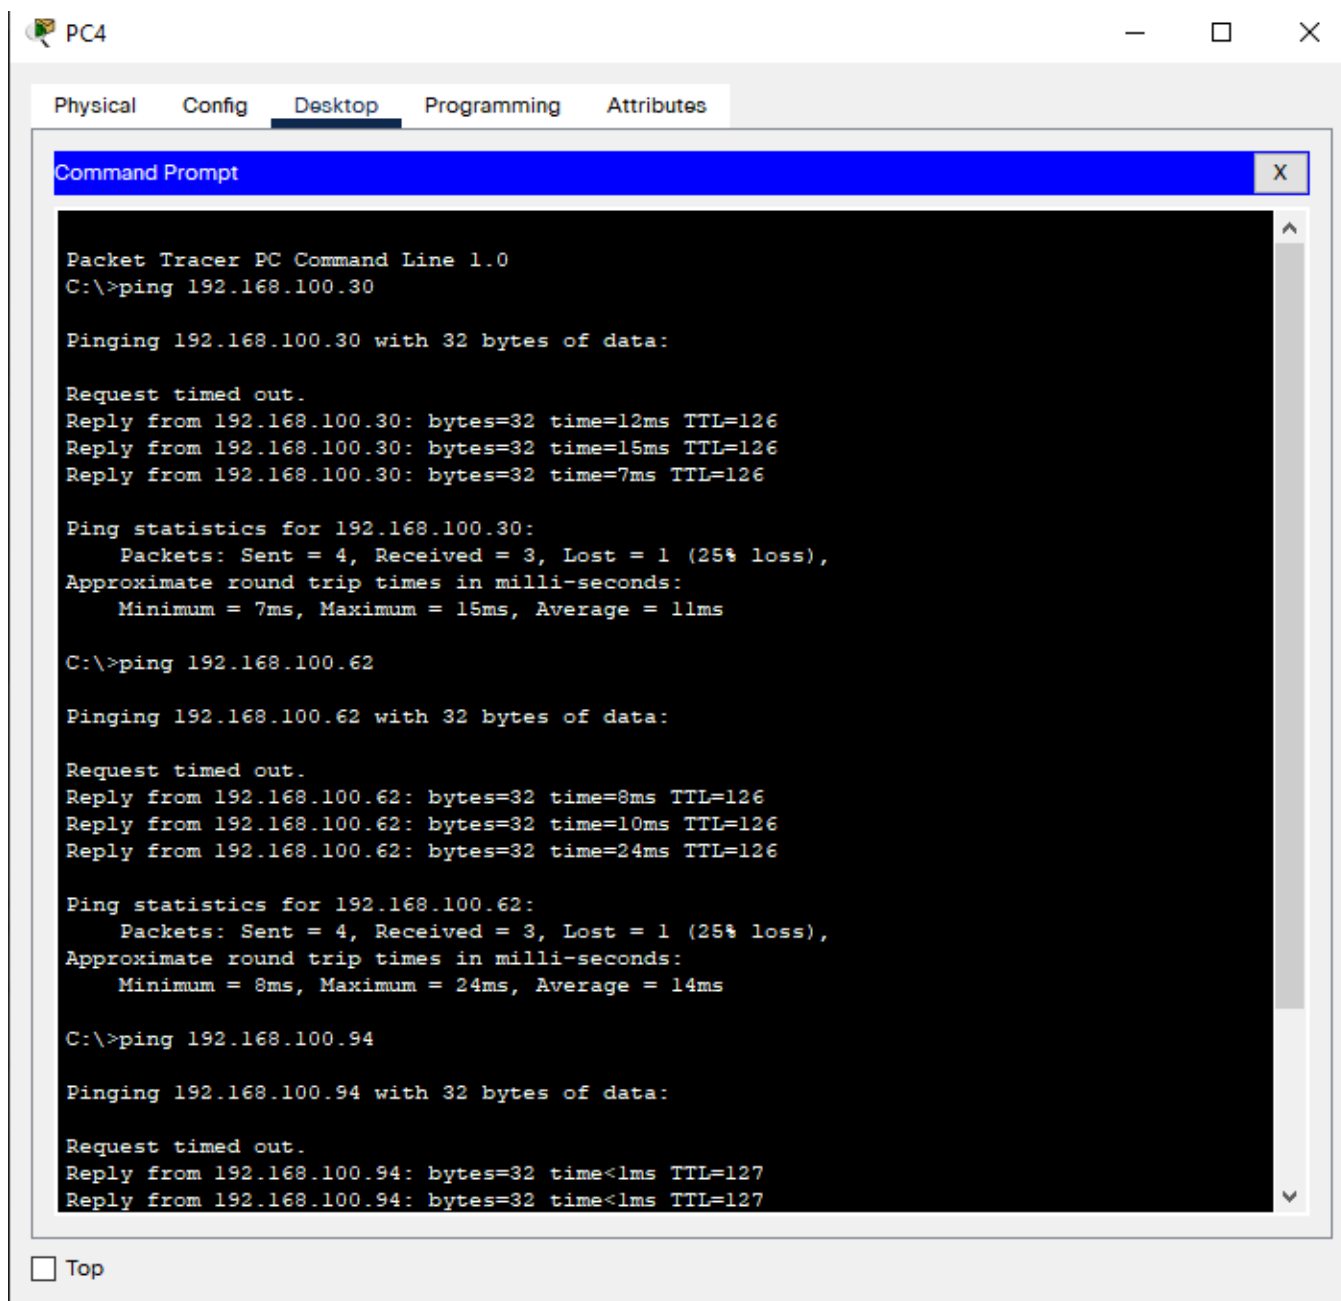 PC4
Physical Config Desktop Programming Attributes
Command Prompt X
Packet Tracer PC Command Line 1.0
C:\>ping 192.168.100.30
Pinging 192.168.100.30 with 32 bytes of data:
Request timed out.
Reply from 192.168.100.30: bytes=32 time=12ms TTL=126
Reply from 192.168.100.30: bytes=32 time=15ms TTL=126
Reply from 192.168.100.30: bytes=32 time=7ms TTL=126
Ping statistics for 192.168.100.30:
    Packets: Sent = 4, Received = 3, Lost = 1 (25% loss),
Approximate round trip times in milli-seconds:
    Minimum = 7ms, Maximum = 15ms, Average = 11ms
C:\>ping 192.168.100.62
Pinging 192.168.100.62 with 32 bytes of data:
Request timed out.
Reply from 192.168.100.62: bytes=32 time=8ms TTL=126
Reply from 192.168.100.62: bytes=32 time=10ms TTL=126
Reply from 192.168.100.62: bytes=32 time=24ms TTL=126
Ping statistics for 192.168.100.62:
    Packets: Sent = 4, Received = 3, Lost = 1 (25% loss),
Approximate round trip times in milli-seconds:
    Minimum = 8ms, Maximum = 24ms, Average = 14ms
C:\>ping 192.168.100.94
Pinging 192.168.100.94 with 32 bytes of data:
Request timed out.
Reply from 192.168.100.94: bytes=32 time<1ms TTL=127
Reply from 192.168.100.94: bytes=32 time<1ms TTL=127
Top